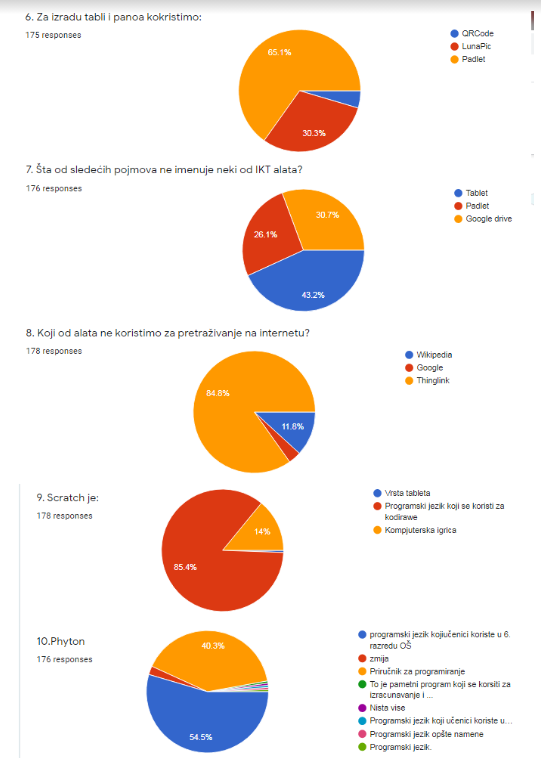 6. Za izradu tabli i panoa kokristimo:
175 responses
QRCode
LunaPic
Padlet
65.1%
30.3%
7. Šta od sledećih pojmova ne imenuje neki od IKT alata?
176 responses
Tablet
Padlet
Google drive
30.7%
26.1%
43.2%
8. Koji od alata ne koristimo za pretraživanje na internetu?
178 responses
Wikipedia
Google
Thinglink
84.8%
11.8%
9. Scratch je:
178 responses
Vrsta tableta
Programski jezik koji se koristi za
kodirawe
Kompjuterska igrica
14%
85.4%
10.Phyton
176 responses
programski jezik kojiučenici koriste u 6.
razredu OŠ
zmija
Priručnik za programiranje
To je pametni program koji se korsiti za
izracunavanje i ...
Nista vise
Programski jezik koji učenici koriste u...
Programski jezik opšte namene
Programski jezik.
40.3%
54.5%